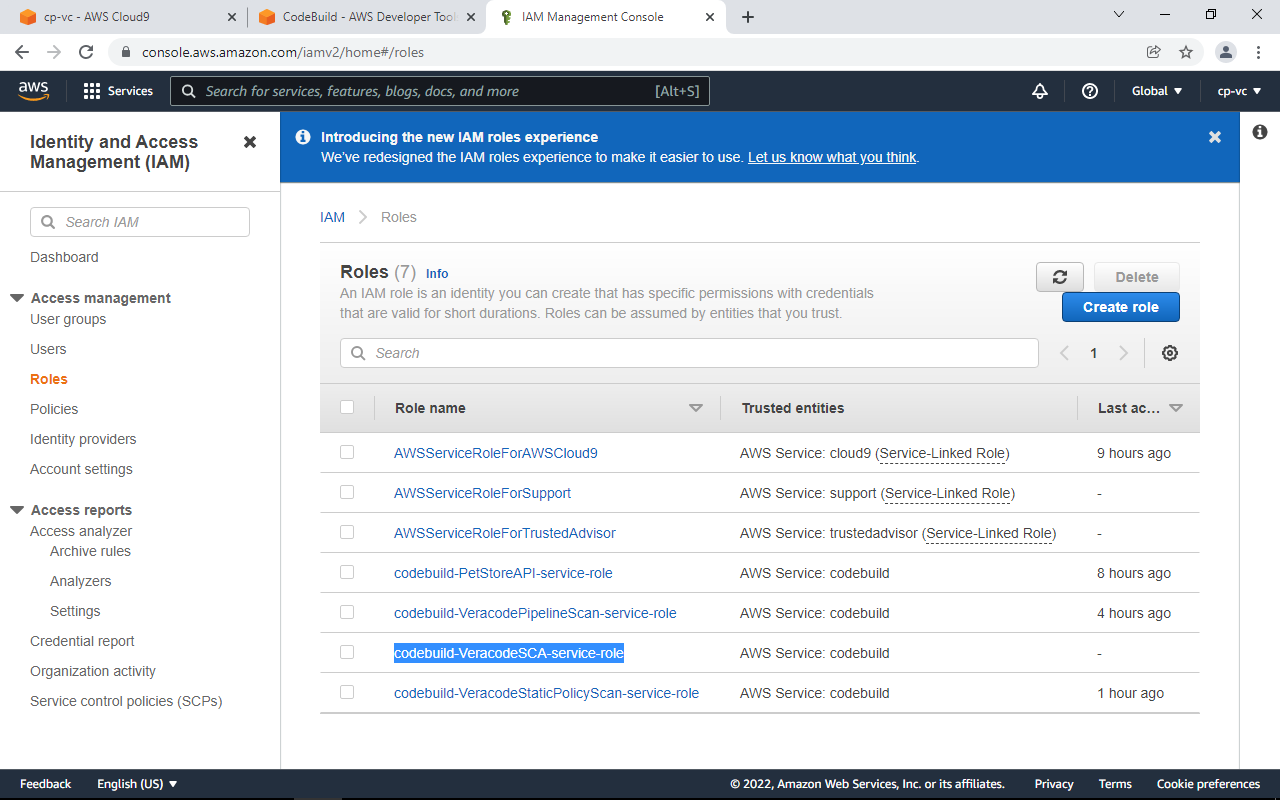 cp-vc - AWS Cloud9
CodeBuild - AWS Developer Tool
IAM Management Console
console.aws.amazon.com/iamv2/home#/roles
aws
Services
Search for services, features, blogs, docs, and more
[Alt+S]
Global
cp-vc
Identity and Access
Management (IAM)
Search IAM
Dashboard
Access management
User groups
Users
Roles
Policies
Identity providers
Account settings
Access reports
Access analyzer
Archive rules
Analyzers
Settings
Credential report
Organization activity
Service control policies (SCPs)
Introducing the new IAM roles experience
We've redesigned the IAM roles experience to make it easier to use. Let us know what you think.
IAM > Roles
Roles (7) Info
An IAM role is an identity you can create that has specific permissions with credentials
that are valid for short durations. Roles can be assumed by entities that you trust.
Delete
Create role
Search
1
Role name Trusted entities Last ac...
AWSServiceRoleForAWSCloud9 AWS Service: cloud9 (Service-Linked Role) 9 hours ago
AWSServiceRoleForSupport AWS Service: support (Service-Linked Role) -
AWSServiceRoleForTrustedAdvisor AWS Service: trustedadvisor (Service-Linked Role) -
codebuild-PetStoreAPI-service-role AWS Service: codebuild 8 hours ago
codebuild-VeracodePipelineScan-service-role AWS Service: codebuild 4 hours ago
codebuild-VeracodeSCA-service-role AWS Service: codebuild -
codebuild-VeracodeStaticPolicyScan-service-role AWS Service: codebuild 1 hour ago
Feedback English (US) © 2022, Amazon Web Services, Inc. or its affiliates. Privacy Terms Cookie preferences